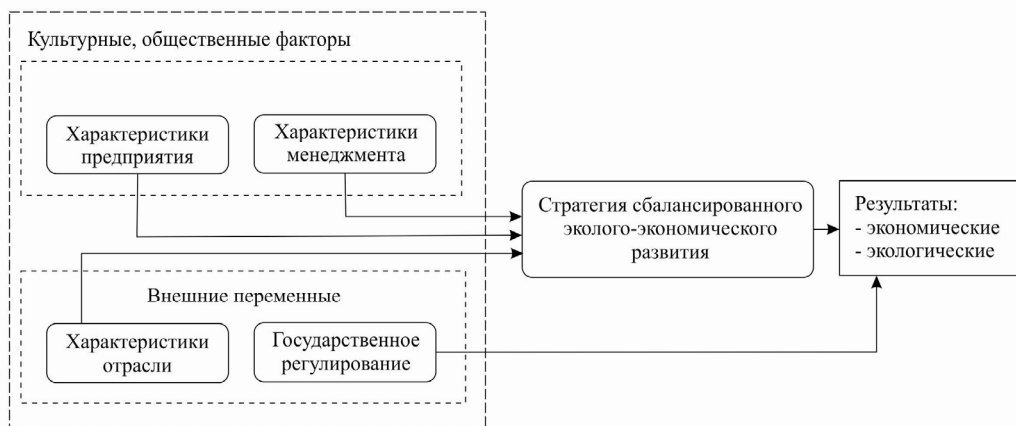 Культурные, общественные факторы
Характеристики
предприятия
Характеристики
менеджмента
Внешние переменные
Характеристики
отрасли
Государственное
регулирование
Стратегия сбалансированного
эколого-экономического
развития
Результаты:
- экономические
- экологические